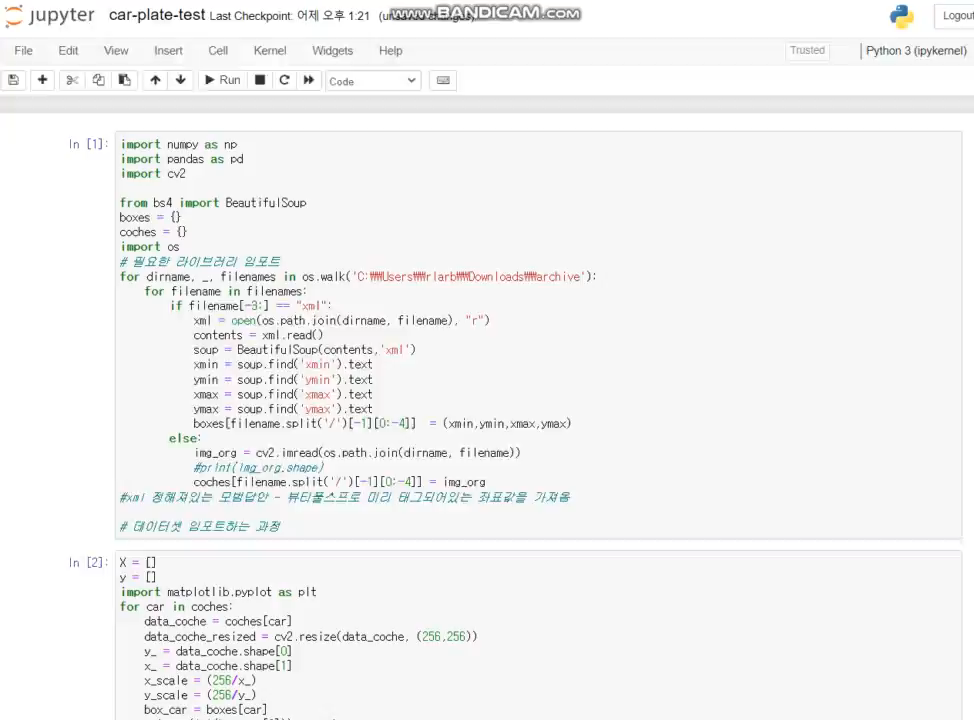 jupyter car-plate-test Last Checkpoint: 어제 오후 1:21 (unsaved changes)
www.BANDICAM.com
Logout
File Edit View Insert Cell Kernel Widgets Help
Trusted
Python 3 (ipykernel)
Run
Code
In [1]:
import numpy as np
import pandas as pd
import cv2
from bs4 import BeautifulSoup
boxes = {}
coches = {}
import os
# 필요한 라이브러리 임포트
for dirname, _, filenames in os.walk('C:₩₩Users₩₩rlarb₩₩Downloads₩₩archive'):
for filename in filenames:
if filename[-3:] == "xml":
xml = open(os.path.join(dirname, filename), "r")
contents = xml.read()
soup = BeautifulSoup(contents,'xml')
xmin = soup.find('xmin').text
ymin = soup.find('ymin').text
xmax = soup.find('xmax').text
ymax = soup.find('ymax').text
boxes[filename.split('/')[-1][0:-4]] = (xmin,ymin,xmax,ymax)
else:
img_org = cv2.imread(os.path.join(dirname, filename))
#print(img_org.shape)
coches[filename.split('/')[-1][0:-4]] = img_org
#xml 정해져있는 모범답안 - 뷰티풀스프로 미리 태그되어있는 좌표값을 가져옴
# 데이터셋 임포트하는 과정
In [2]:
X = []
y = []
import matplotlib.pyplot as plt
for car in coches:
data_coche = coches[car]
data_coche_resized = cv2.resize(data_coche, (256,256))
y_ = data_coche.shape[0]
x_ = data_coche.shape[1]
x_scale = (256/x_)
y_scale = (256/y_)
box_car = boxes[car]